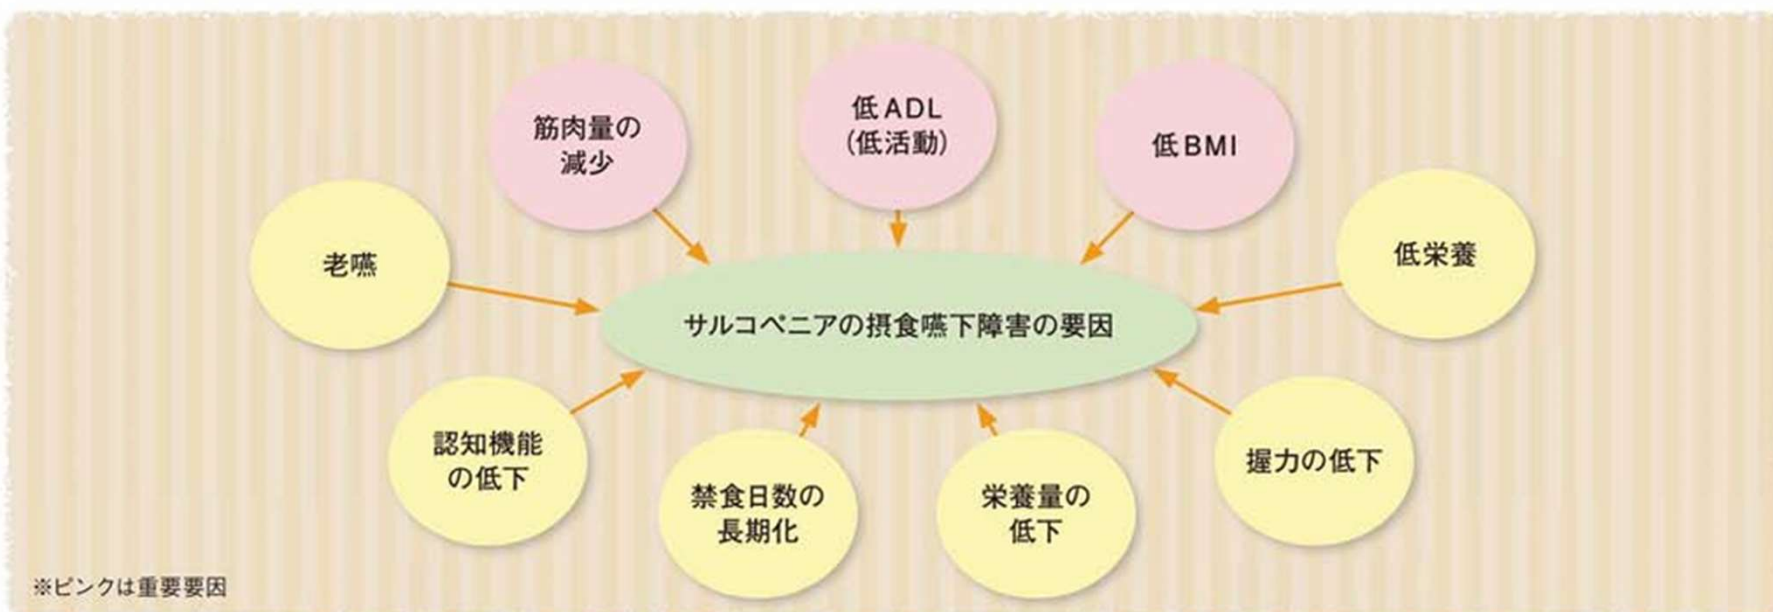 筋肉量の
減少
低ADL
(低活動)
低BMI
老嚥
低栄養
サルコペニアの摂食嚥下障害の要因
認知機能
の低下
禁食日数の
長期化
栄養量の
低下
握力の低下
※ピンクは重要要因